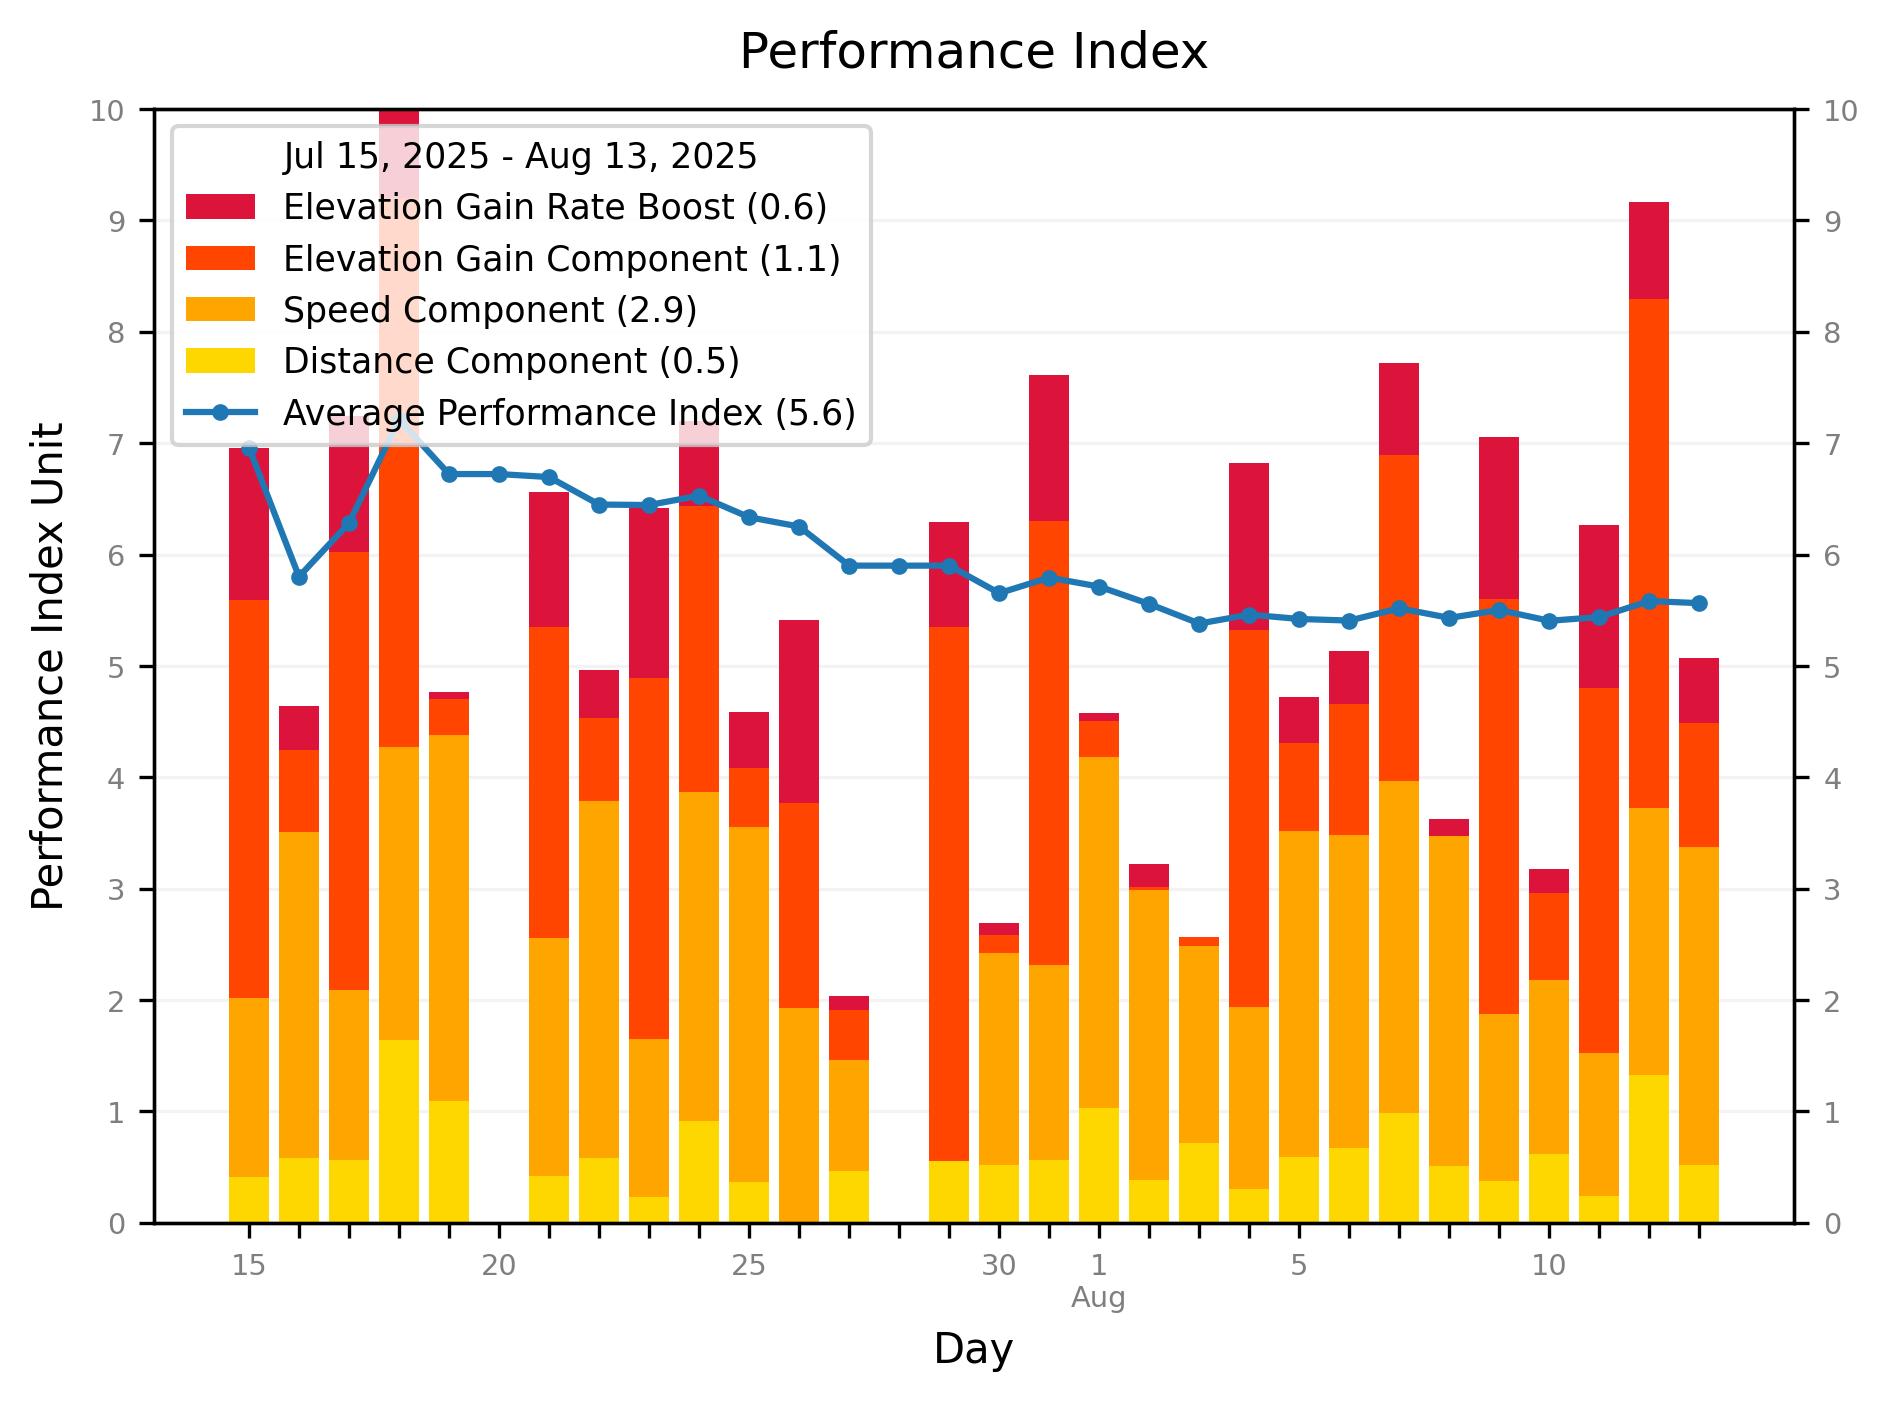 Performance Index
10
9
8
7
6
5
4
3
2
1
0
Performance Index Unit
Jul 15, 2025 - Aug 13, 2025
Elevation Gain Rate Boost (0.6)
Elevation Gain Component (1.1)
Speed Component (2.9)
Distance Component (0.5)
Average Performance Index (5.6)
10
9
8
7
6
5
4
3
2
1
0
15 20 25 30 1 5 10
Aug
Day